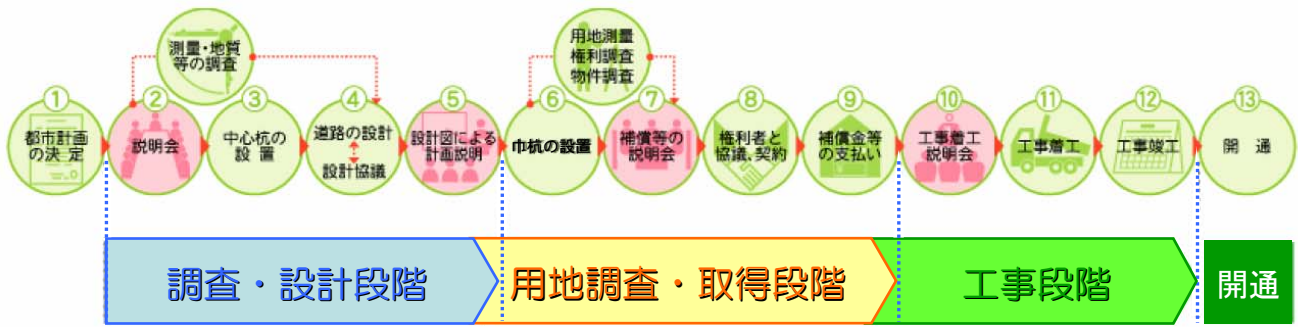 測量・地質
等の調査
用地測量
権利調査
物件調査
①
都市計画
の決定
②
説明会
③
中心杭の
設置
④
道路の設計
設計協議
⑤
設計図による
計画説明
⑥
巾杭の設置
⑦
補償等の
説明会
⑧
権利者と
協議、契約
⑨
補償金等
の支払い
⑩
工事着工
説明会
⑪
工事着工
⑫
工事竣工
⑬
開通
調査・設計段階
用地調査・取得段階
工事段階
開通